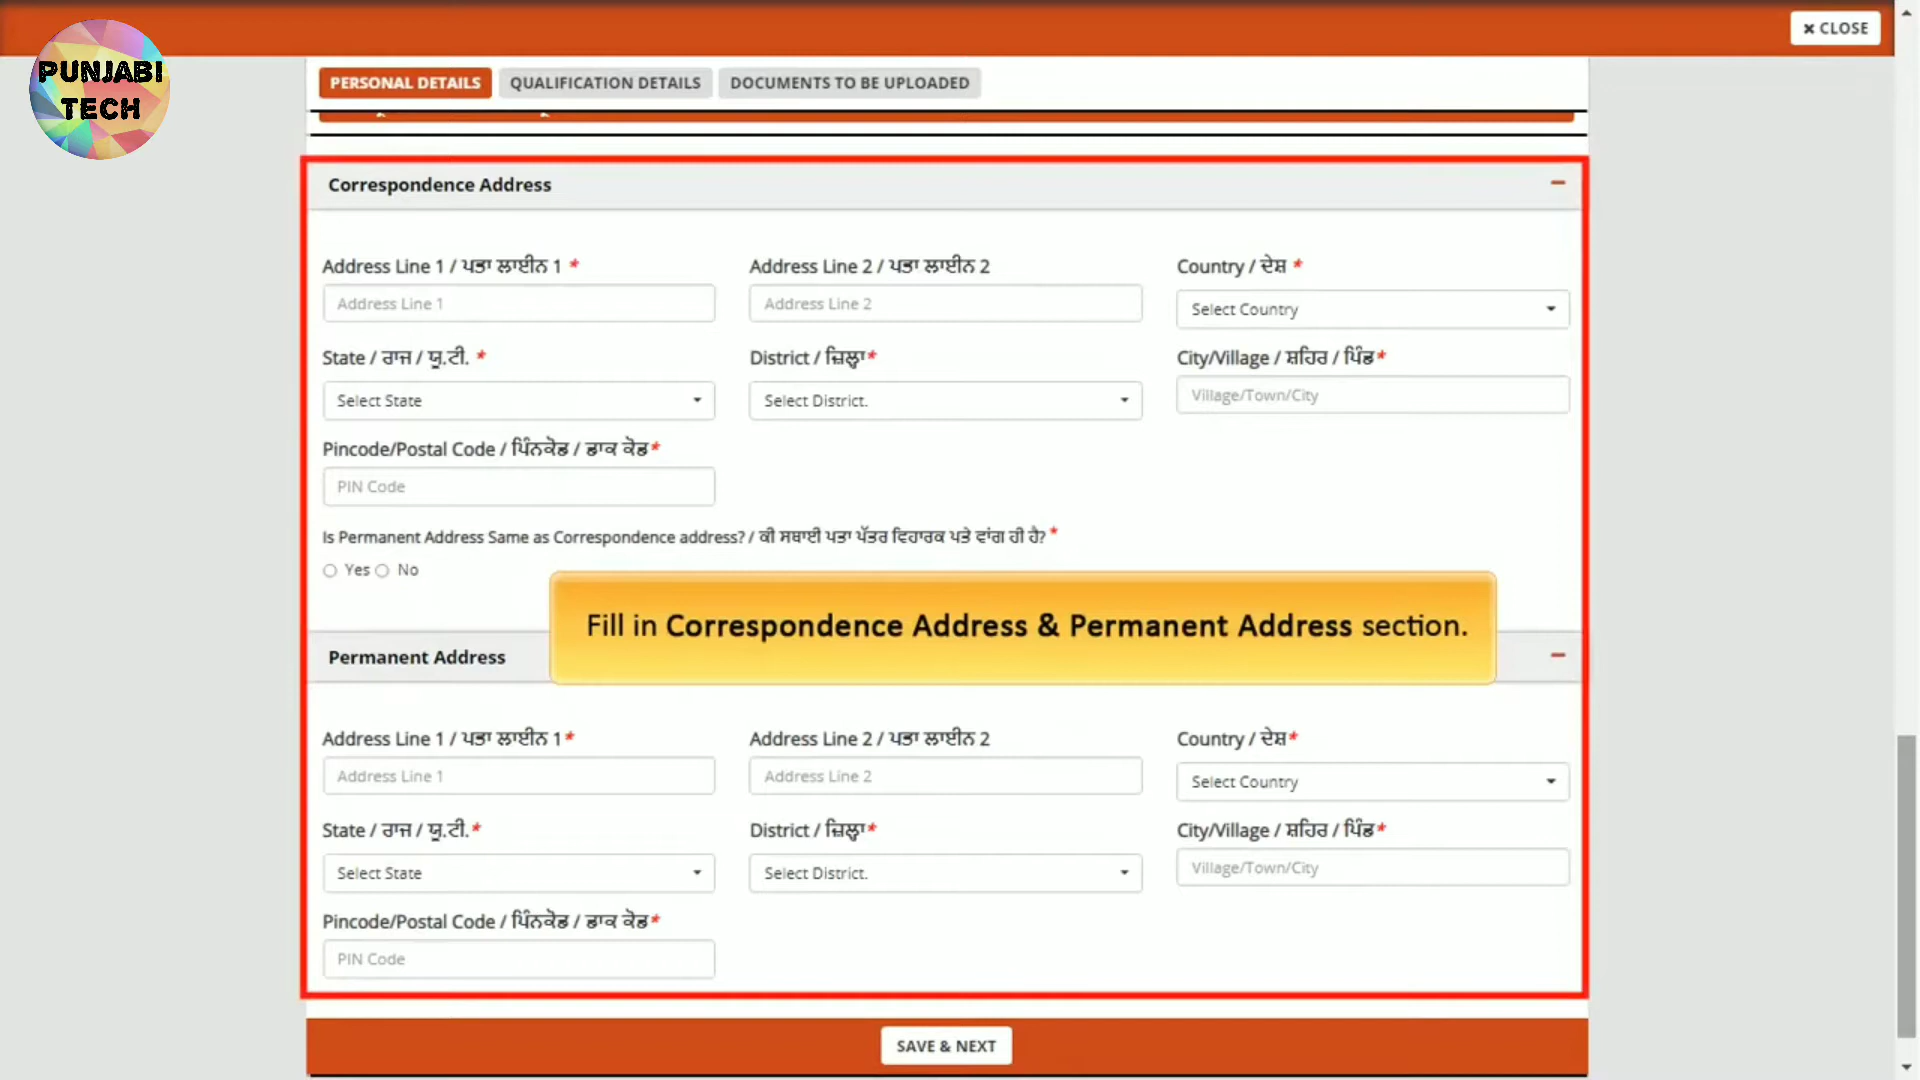 CLOSE
PUNJABI
TECH
PERSONAL DETAILS QUALIFICATION DETAILS DOCUMENTS TO BE UPLOADED
Correspondence Address
Address Line 1 / ਪਤਾ ਲਾਈਨ 1 * Address Line 2 / ਪਤਾ ਲਾਈਨ 2 Country / ਦੇਸ਼ *
Address Line 1 Address Line 2 Select Country
State / ਰਾਜ / ਯੂ.ਟੀ. * District / ਜ਼ਿਲ੍ਹਾ* City/Village / ਸ਼ਹਿਰ / ਪਿੰਡ*
Select State Select District. Village/Town/City
Pincode/Postal Code / ਪਿੰਨਕੋਡ / ਡਾਕ ਕੋਡ*
PIN Code
Is Permanent Address Same as Correspondence address? / ਕੀ ਸਥਾਈ ਪਤਾ ਪੱਤਰ ਵਿਹਾਰਕ ਪਤੇ ਵਾਂਗ ਹੀ ਹੈ? *
Yes No
Fill in Correspondence Address & Permanent Address section.
Permanent Address
Address Line 1 / ਪਤਾ ਲਾਈਨ 1* Address Line 2 / ਪਤਾ ਲਾਈਨ 2 Country / ਦੇਸ਼*
Address Line 1 Address Line 2 Select Country
State / ਰਾਜ / ਯੂ.ਟੀ.* District / ਜ਼ਿਲ੍ਹਾ* City/Village / ਸ਼ਹਿਰ / ਪਿੰਡ*
Select State Select District. Village/Town/City
Pincode/Postal Code / ਪਿੰਨਕੋਡ / ਡਾਕ ਕੋਡ*
PIN Code
SAVE & NEXT